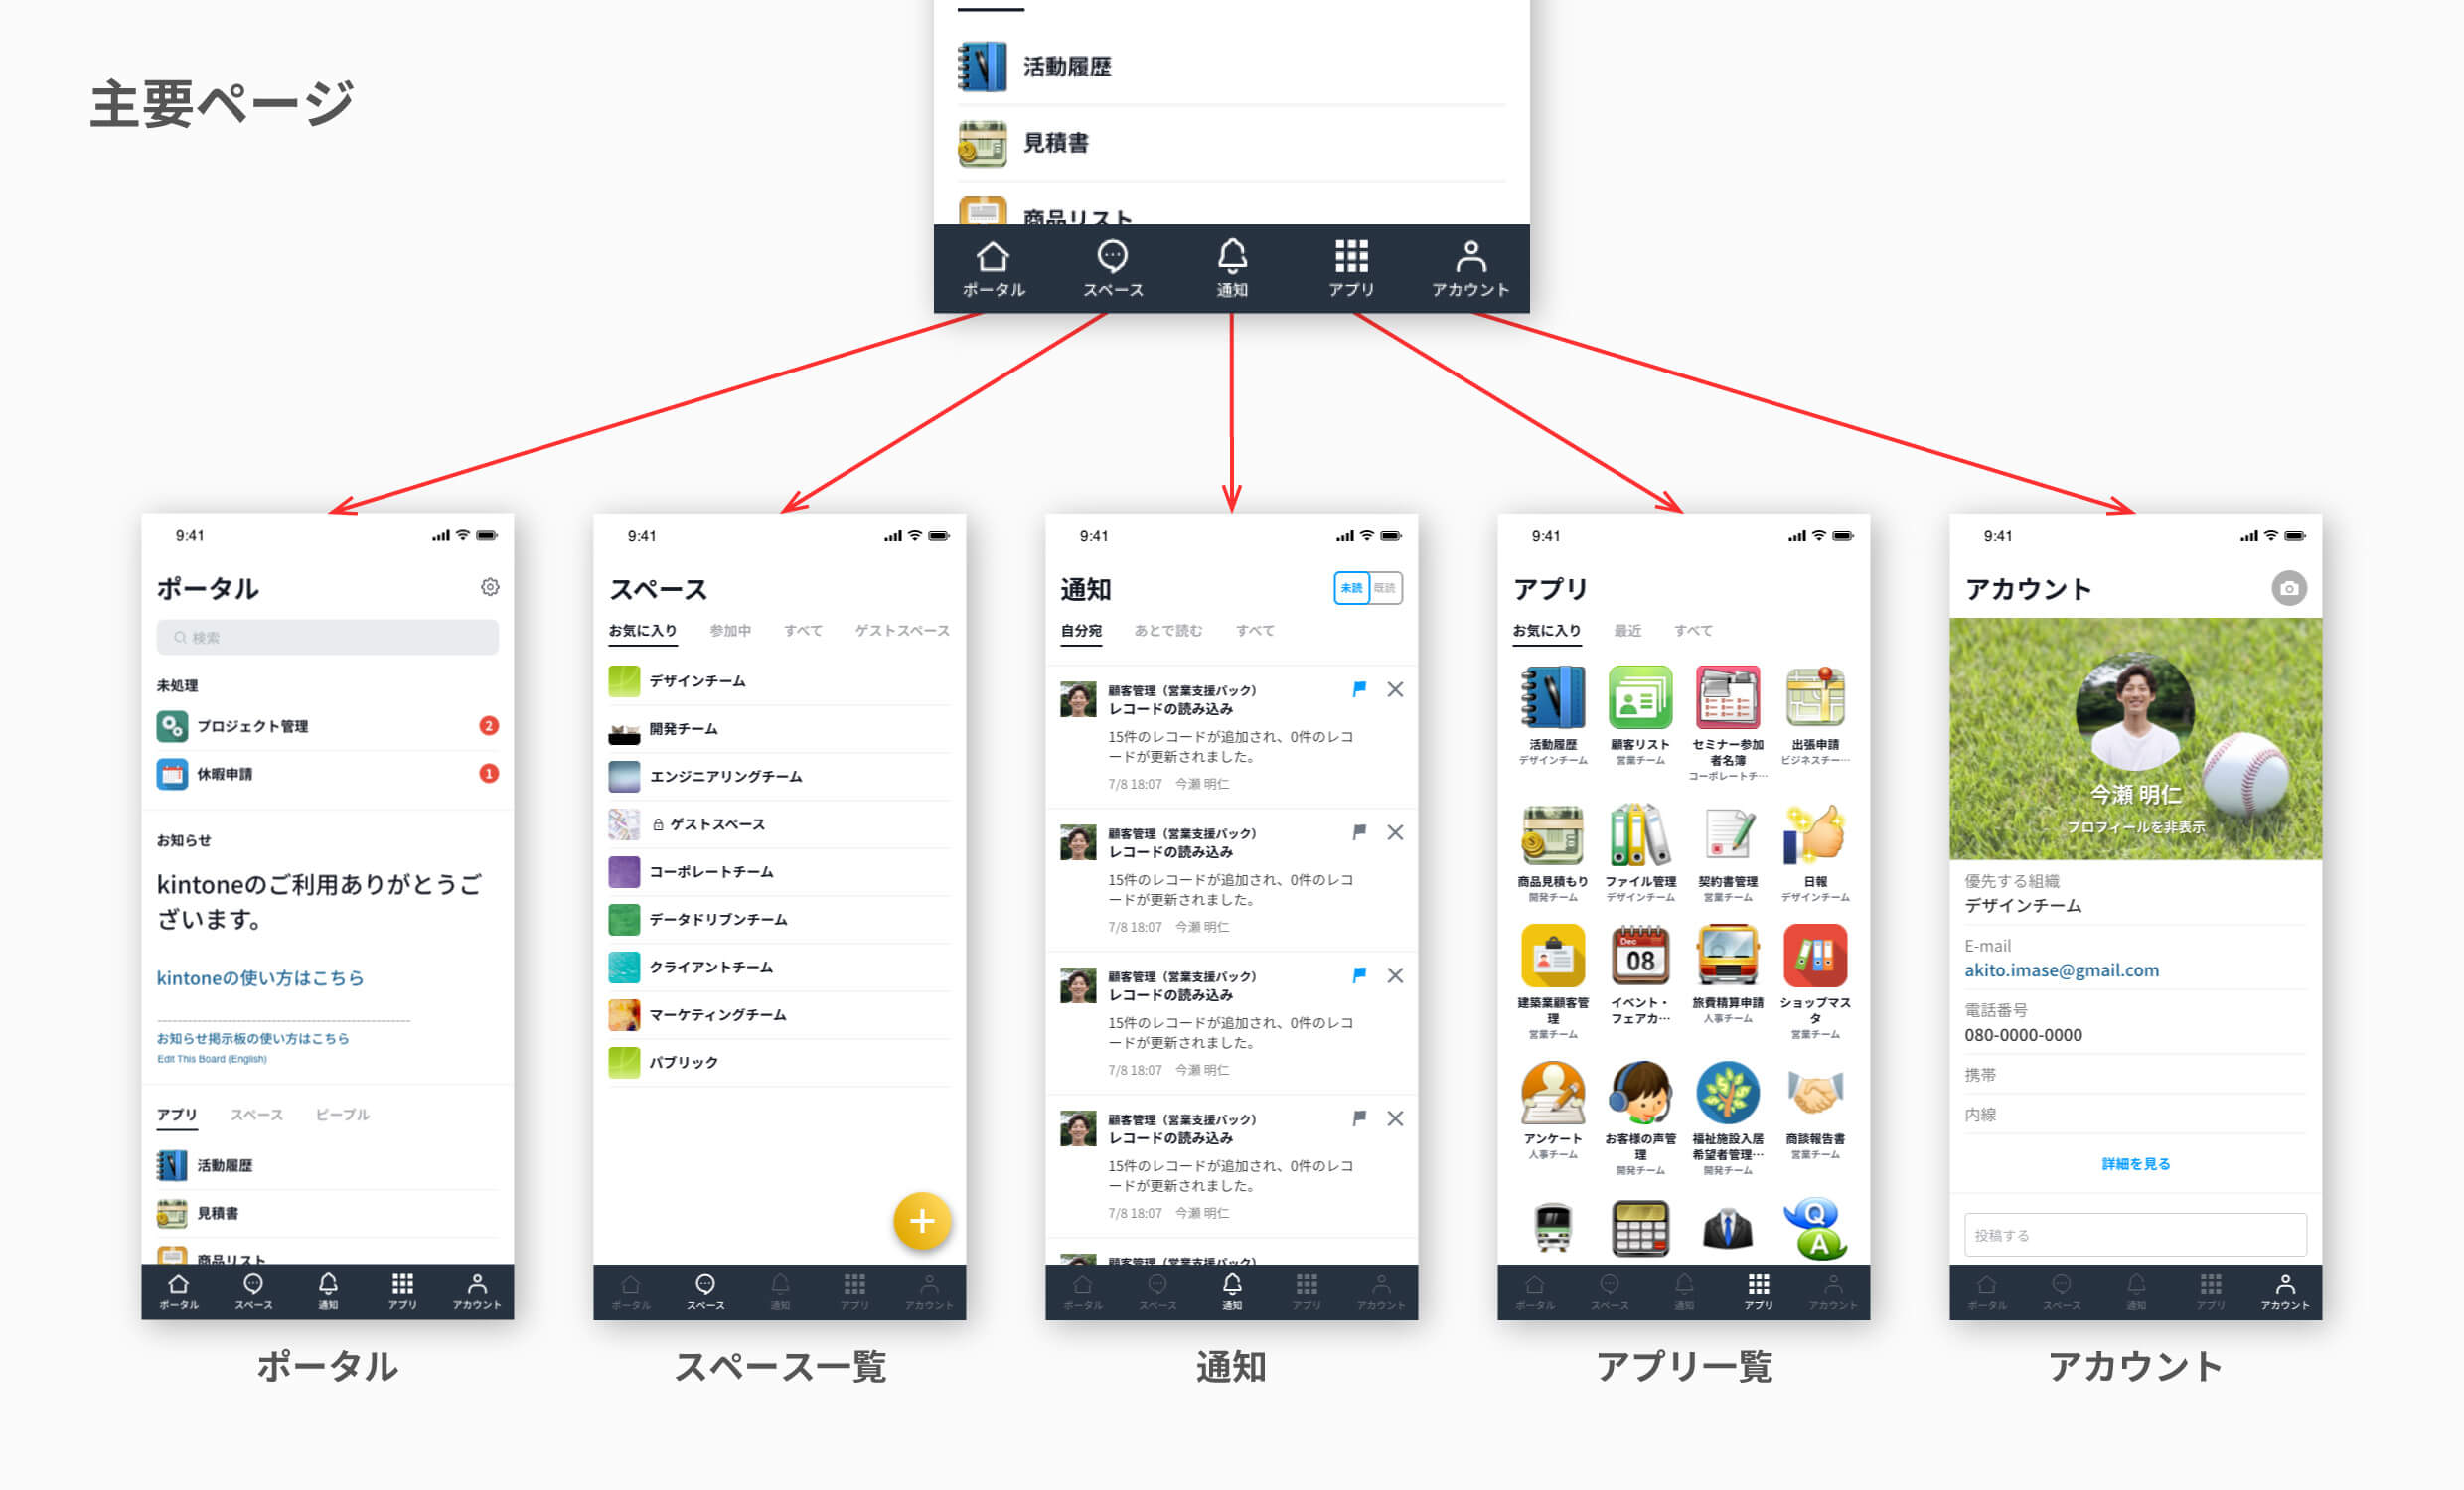 主要ページ
活動履歴
見積書
商品リスト
ポータル スペース 通知 アプリ アカウント
9:41
ポータル
検索
未処理
プロジェクト管理 2
休暇申請 1
お知らせ
kintoneのご利用ありがとうご
ざいます。
kintoneの使い方はこちら
------------------------------------------------
お知らせ掲示板の使い方はこちら
Edit This Board (English)
アプリ スペース ピープル
活動履歴
見積書
商品リスト
ポータル スペース 通知 アプリ アカウント
ポータル
9:41
スペース
お気に入り 参加中 すべて ゲストスペース
デザインチーム
開発チーム
エンジニアリングチーム
ゲストスペース
コーポレートチーム
データドリブンチーム
クライアントチーム
マーケティングチーム
パブリック
ポータル スペース 通知 アプリ アカウント
スペース一覧
9:41
通知 未読 既読
自分宛 あとで読む すべて
顧客管理（営業支援パック）
レコードの読み込み
15件のレコードが追加され、0件のレコ
ードが更新されました。
7/8 18:07 今瀬 明仁
顧客管理（営業支援パック）
レコードの読み込み
15件のレコードが追加され、0件のレコ
ードが更新されました。
7/8 18:07 今瀬 明仁
顧客管理（営業支援パック）
レコードの読み込み
15件のレコードが追加され、0件のレコ
ードが更新されました。
7/8 18:07 今瀬 明仁
顧客管理（営業支援パック）
レコードの読み込み
15件のレコードが追加され、0件のレコ
ードが更新されました。
7/8 18:07 今瀬 明仁
顧客管理（営業支援パック）
ポータル スペース 通知 アプリ アカウント
通知
9:41
アプリ
お気に入り 最近 すべて
活動履歴
デザインチーム
顧客リスト
営業チーム
セミナー参加
者名簿
コーポレートチ…
出張申請
ビジネスチー…
商品見積もり
開発チーム
ファイル管理
デザインチーム
契約書管理
営業チーム
日報
デザインチーム
建築業顧客管
理
営業チーム
Dec
08
イベント・
フェアカ…
旅費精算申請
人事チーム
ショップマス
タ
営業チーム
アンケート
人事チーム
お客様の声管
理
開発チーム
福祉施設入居
希望者管理…
開発チーム
商談報告書
営業チーム
Q
A
ポータル スペース 通知 アプリ アカウント
アプリ一覧
9:41
アカウント
今瀬 明仁
プロフィールを非表示
優先する組織
デザインチーム
E-mail
akito.imase@gmail.com
電話番号
080-0000-0000
携帯
内線
詳細を見る
投稿する
ポータル スペース 通知 アプリ アカウント
アカウント